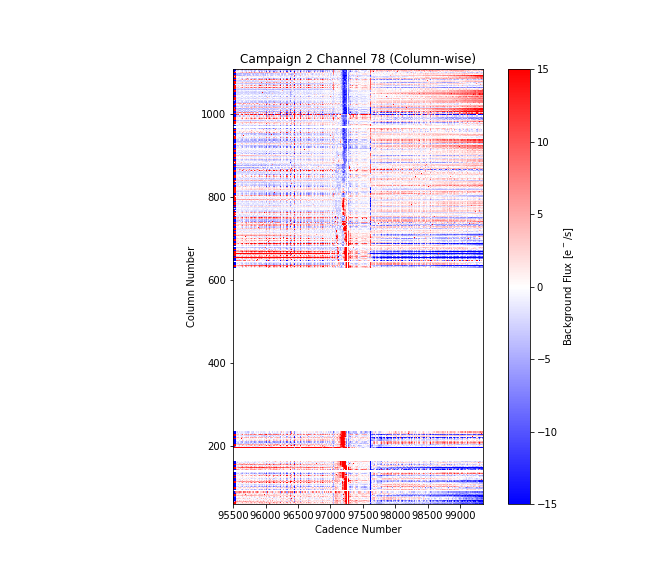 Campaign 2 Channel 78 (Column-wise)
Column Number
1000
800
600
400
200
95500 96000 96500 97000 97500 98000 98500 99000
Cadence Number
15
10
5
0
−5
−10
−15
Background Flux [e⁻/s]